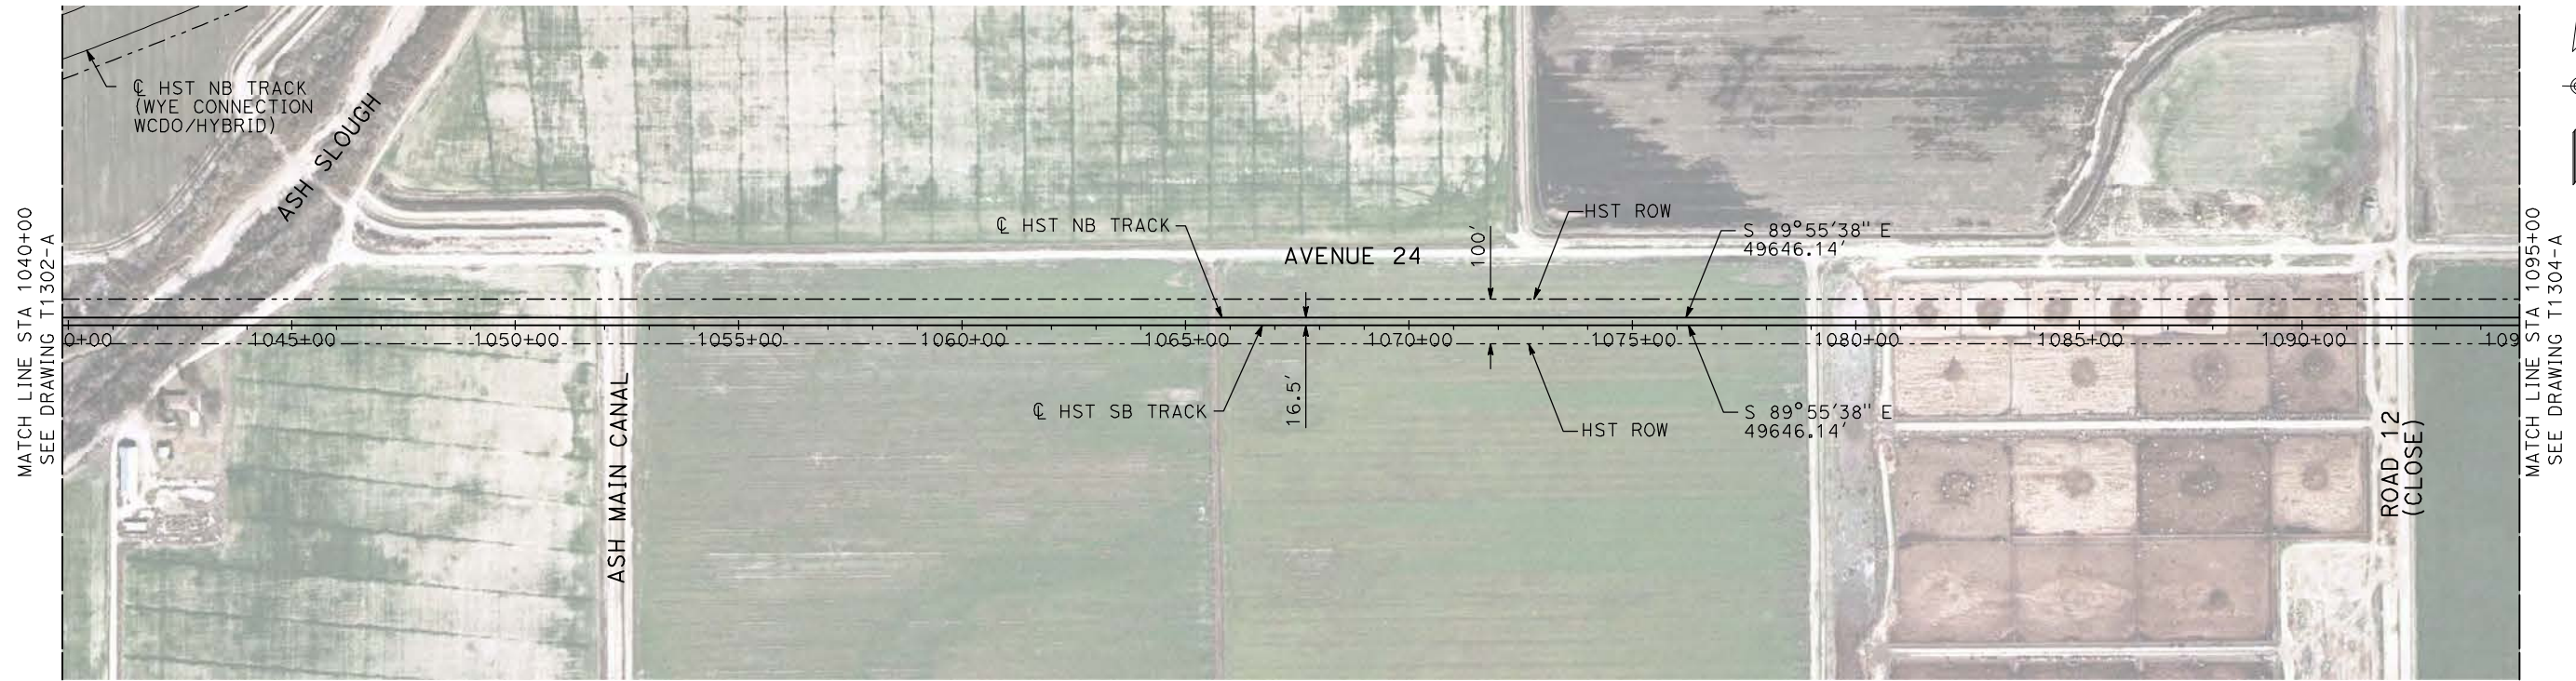 ℄ HST NB TRACK
(WYE CONNECTION
WCDO/HYBRID)
ASH SLOUGH
MATCH LINE STA 1040+00
SEE DRAWING T1302-A
℄ HST NB TRACK
AVENUE 24
100'
HST ROW
S 89°55'38" E
49646.14'
MATCH LINE STA 1095+00
SEE DRAWING T1304-A
0+00
1045+00
1050+00
1055+00
1060+00
1065+00
1070+00
1075+00
1080+00
1085+00
1090+00
109
ASH MAIN CANAL
℄ HST SB TRACK
16.5'
HST ROW
S 89°55'38" E
49646.14'
ROAD 12
(CLOSE)